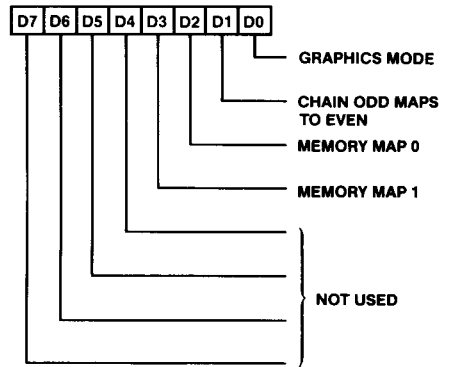 D7 D6 D5 D4 D3 D2 D1 D0
GRAPHICS MODE
CHAIN ODD MAPS
TO EVEN
MEMORY MAP 0
MEMORY MAP 1
NOT USED